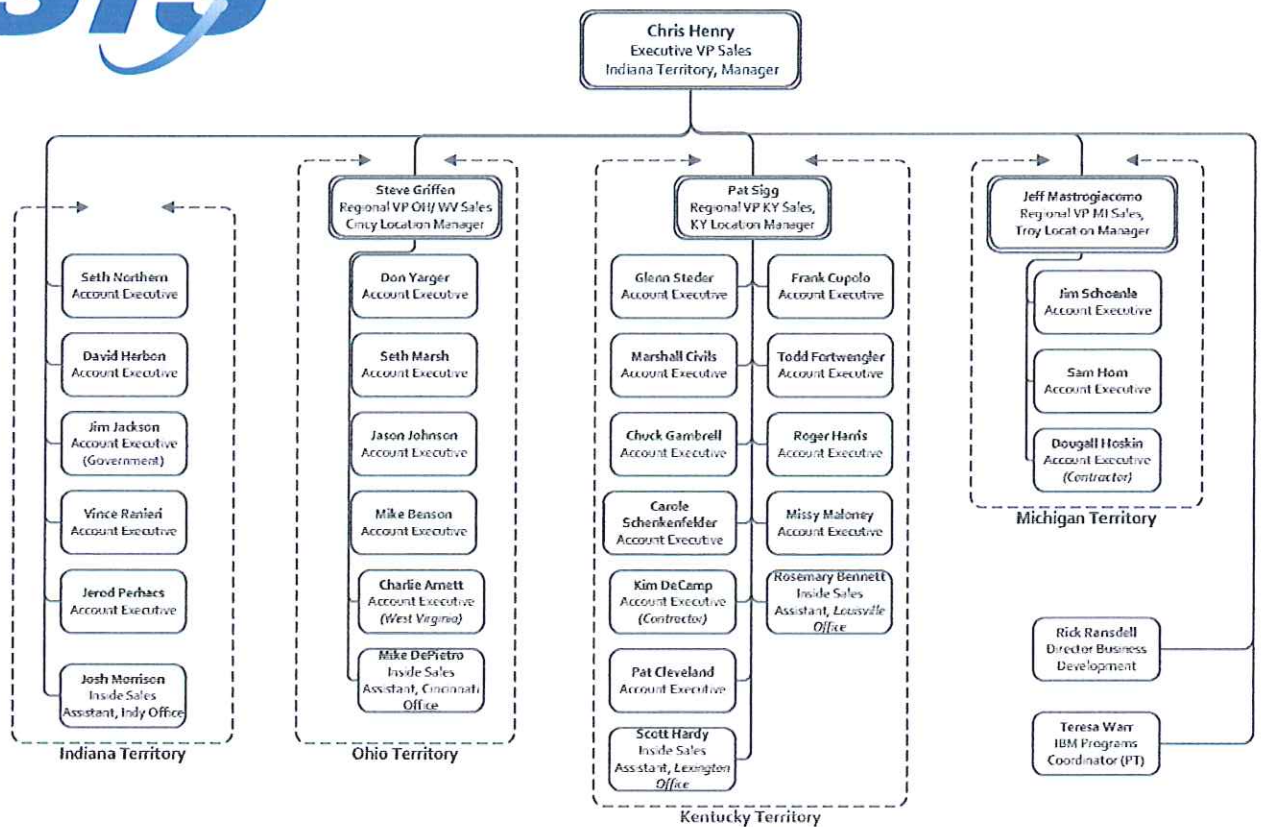 SIS
Chris Henry
Executive VP Sales
Indiana Territory, Manager
Steve Griffen
Regional VP OH/ WV Sales
Cincy Location Manager
Pat Sigg
Regional VP KY Sales,
KY Location Manager
Jeff Mastrogiacomo
Regional VP MI Sales,
Troy Location Manager
Seth Northern
Account Executive
David Herbon
Account Executive
Jim Jackson
Account Executive
(Government)
Vince Ranieri
Account Executive
Jerod Perhacs
Account Executive
Josh Morrison
Inside Sales
Assistant, Indy Office
Indiana Territory
Don Yarger
Account Executive
Seth Marsh
Account Executive
Jason Johnson
Account Executive
Mike Benson
Account Executive
Charlie Arnett
Account Executive
(West Virginia)
Mike DePietro
Inside Sales
Assistant, Cincinnati
Office
Ohio Territory
Glenn Steder
Account Executive
Marshall Civils
Account Executive
Chuck Gambrell
Account Executive
Carole
Schenkenfelder
Account Executive
Kim DeCamp
Account Executive
(Contractor)
Pat Cleveland
Account Executive
Scott Hardy
Inside Sales
Assistant, Lexington
Office
Frank Cupolo
Account Executive
Todd Fortwengler
Account Executive
Roger Harris
Account Executive
Missy Maloney
Account Executive
Rosemary Bennett
Inside Sales
Assistant, Louisville
Office
Kentucky Territory
Jim Schoenle
Account Executive
Sam Hom
Account Executive
Dougall Hoskin
Account Executive
(Contractor)
Michigan Territory
Rick Ransdell
Director Business
Development
Teresa Warr
IBM Programs
Coordinator (PT)